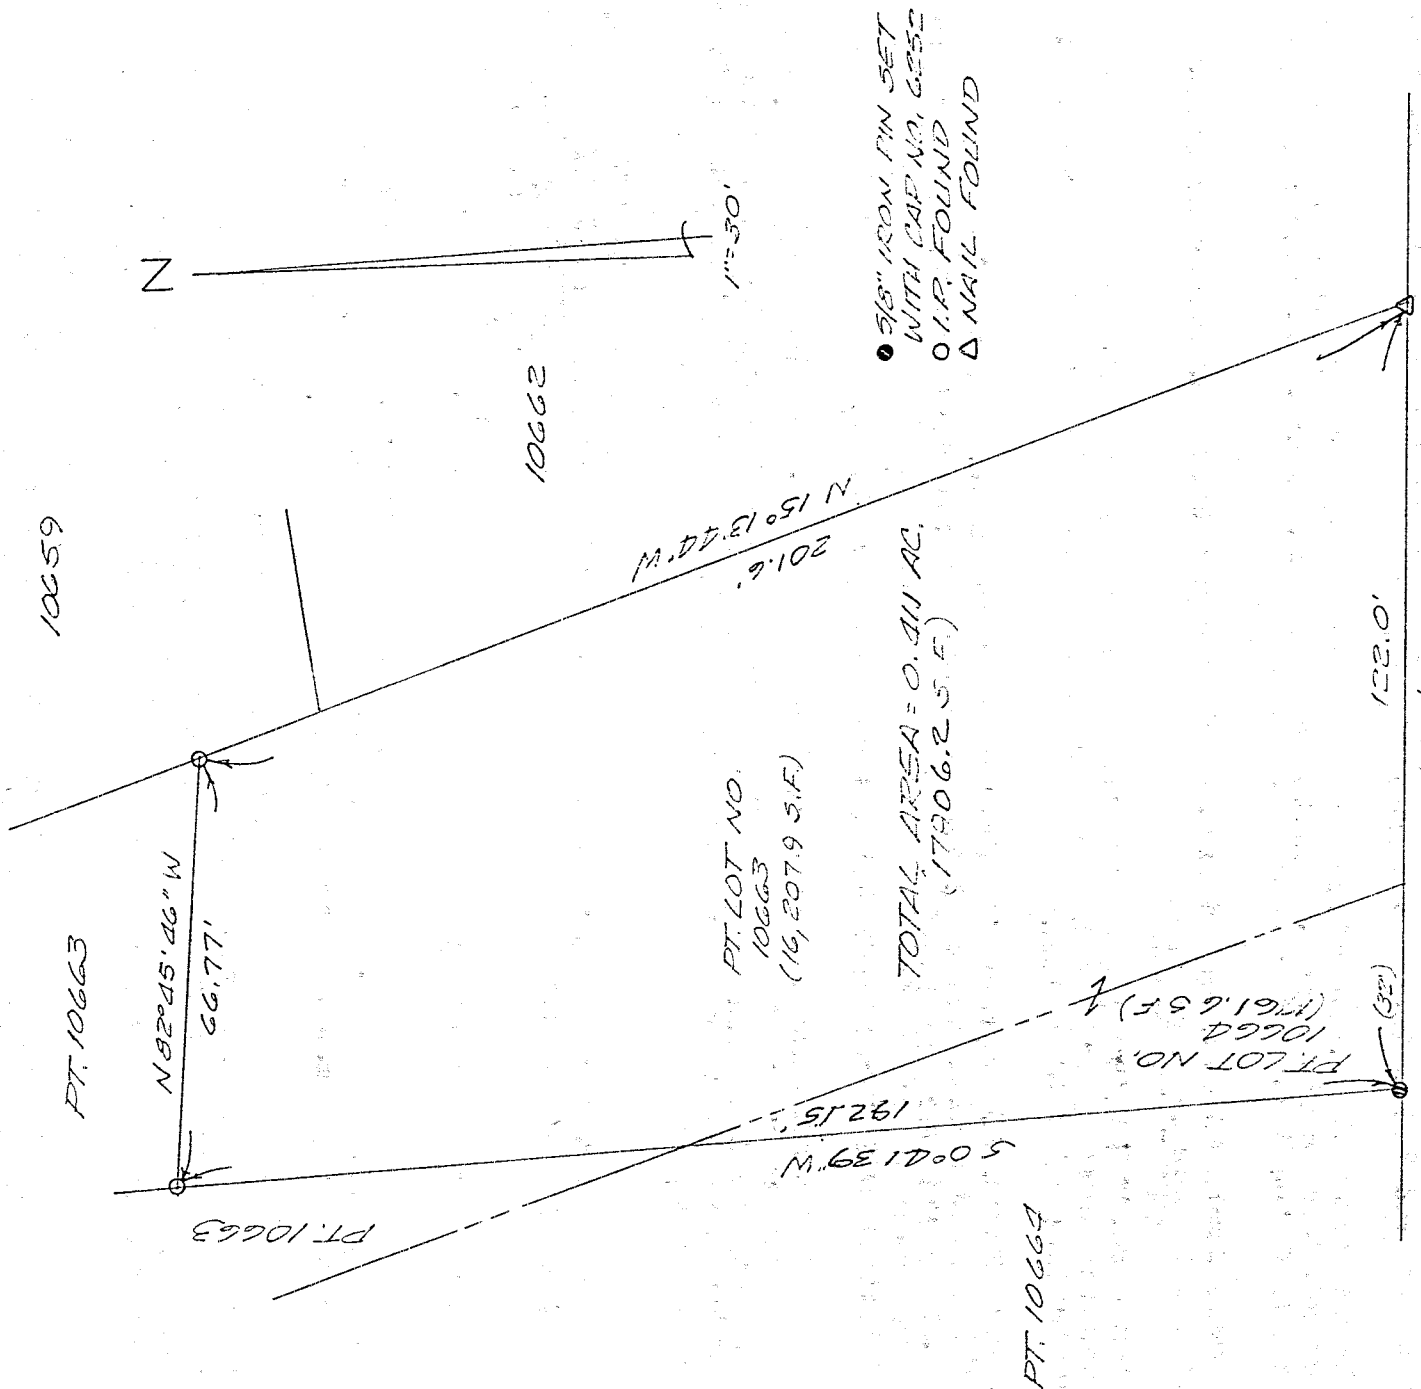 10659
N
10662
1"=30'
● 5/8" IRON PIN SET
WITH CAP NO. 6252
O I.P. FOUND
△ NAIL FOUND
PT. 10663
N 82°45'46" W
66.77'
N 15°13'44" W
201.6'
PT. LOT NO.
10663
(16,207.9 S.F.)
TOTAL AREA = 0.411 AC.
S.F.)
PT. 10663
S 0°41'39" W
192.15'
PT. LOT NO.
10664
(1761.6 S.F)
PT. 10664
(32')
122.0'